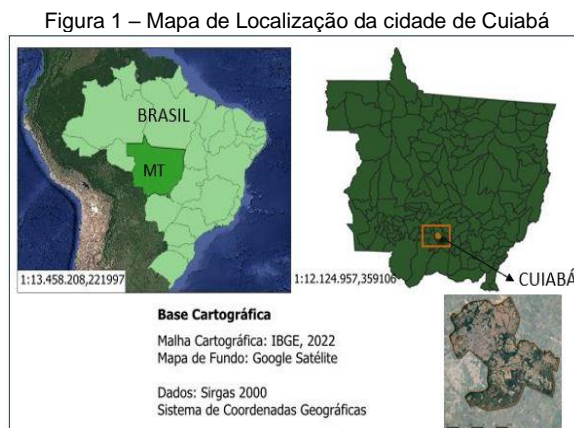 Figura 1 – Mapa de Localização da cidade de Cuiabá
BRASIL
MT
1:13.458.208,221997
1:12.124.957,359106
CUIABÁ
Base Cartográfica
Malha Cartográfica: IBGE, 2022
Mapa de Fundo: Google Satélite
Dados: Sirgas 2000
Sistema de Coordenadas Geográficas